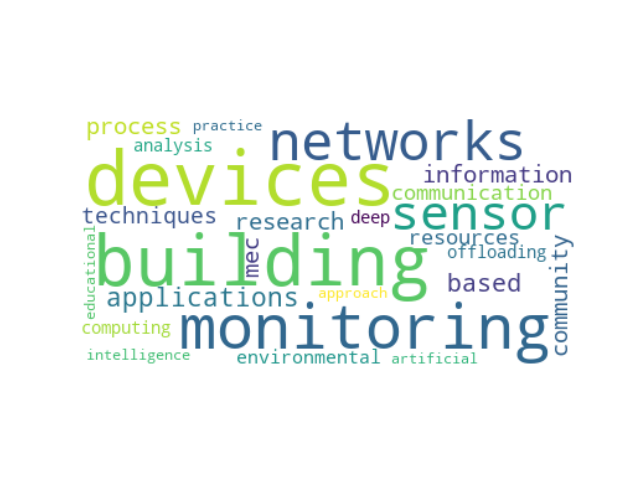 process practice networks
analysis
devices information
communication
techniques research deep sensor
educational building mec resources
offloading
community
applications approach based
computing monitoring
intelligence environmental artificial